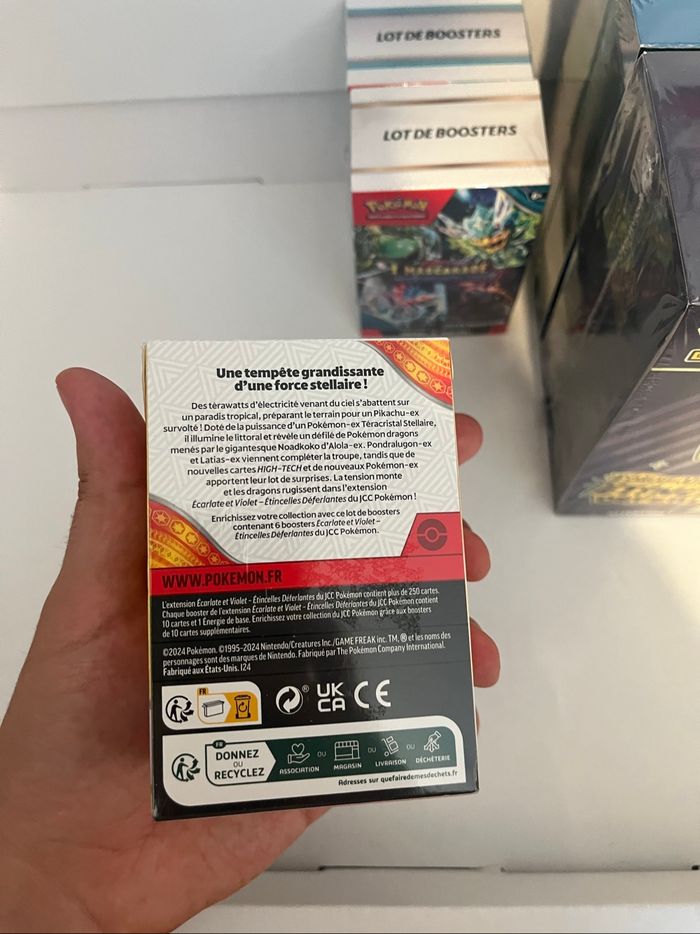 LOT DE BOOSTERS
LOT DE BOOSTERS
POKÉMON
MASCARADE
Une tempête grandissante
d'une force stellaire !
Des térawatts d'électricité venant du ciel s'abattent sur
un paradis tropical, préparant le terrain pour un Pikachu-ex
survolté ! Doté de la puissance d'un Pokémon-ex Téracristal Stellaire,
il illumine le littoral et révèle un défilé de Pokémon dragons
menés par le gigantesque Noadkoko d'Alola-ex. Pondralugon-ex
et Latias-ex viennent compléter la troupe, tandis que de
nouvelles cartes HIGH-TECH et de nouveaux Pokémon-ex
apportent leur lot de surprises. La tension monte
et les dragons rugissent dans l'extension
Écarlate et Violet – Étincelles Déferlantes du JCC Pokémon !
Enrichissez votre collection avec ce lot de boosters
contenant 6 boosters Écarlate et Violet –
Étincelles Déferlantes du JCC Pokémon.
WWW.POKEMON.FR
L'extension Écarlate et Violet – Étincelles Déferlantes du JCC Pokémon contient plus de 250 cartes.
Chaque booster de l'extension Écarlate et Violet – Étincelles Déferlantes du JCC Pokémon contient
10 cartes et 1 Énergie de base. Enrichissez votre collection du JCC Pokémon grâce aux boosters
de 10 cartes supplémentaires.
©2024 Pokémon. ©1995-2024 Nintendo/Creatures Inc./GAME FREAK inc. TM, ® et les noms des
personnages sont des marques de Nintendo. Fabriqué par The Pokémon Company International.
Fabriqué aux États-Unis. I24
FR
® UK CA CE
FR
DONNEZ
OU
RECYCLEZ
ASSOCIATION OU MAGASIN OU LIVRAISON OU DÉCHÈTERIE
Adresses sur quefairedemesdechets.fr